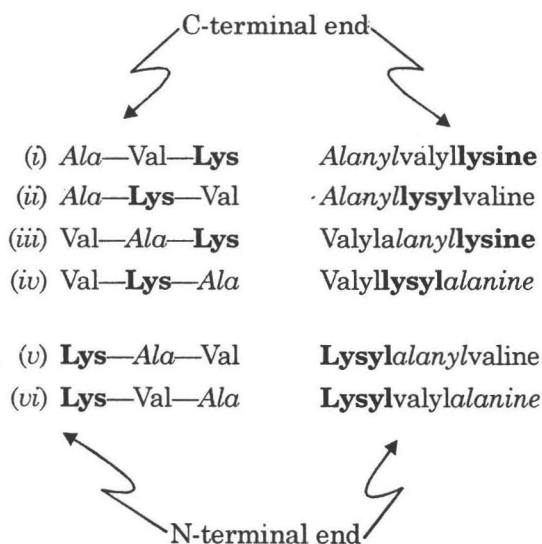 C-terminal end
(i) Ala—Val—Lys Alanylvalyllysine
(ii) Ala—Lys—Val Alanyllysylvaline
(iii) Val—Ala—Lys Valylalanyllysine
(iv) Val—Lys—Ala Valyllysylalanine
(v) Lys—Ala—Val Lysylalanylvaline
(vi) Lys—Val—Ala Lysylvalylalanine
N-terminal end